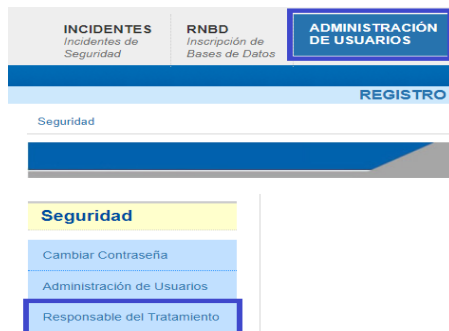 INCIDENTES
Incidentes de
Seguridad
RNBD
Inscripción de
Bases de Datos
ADMINISTRACIÓN
DE USUARIOS
REGISTRO
Seguridad
Seguridad
Cambiar Contraseña
Administración de Usuarios
Responsable del Tratamiento